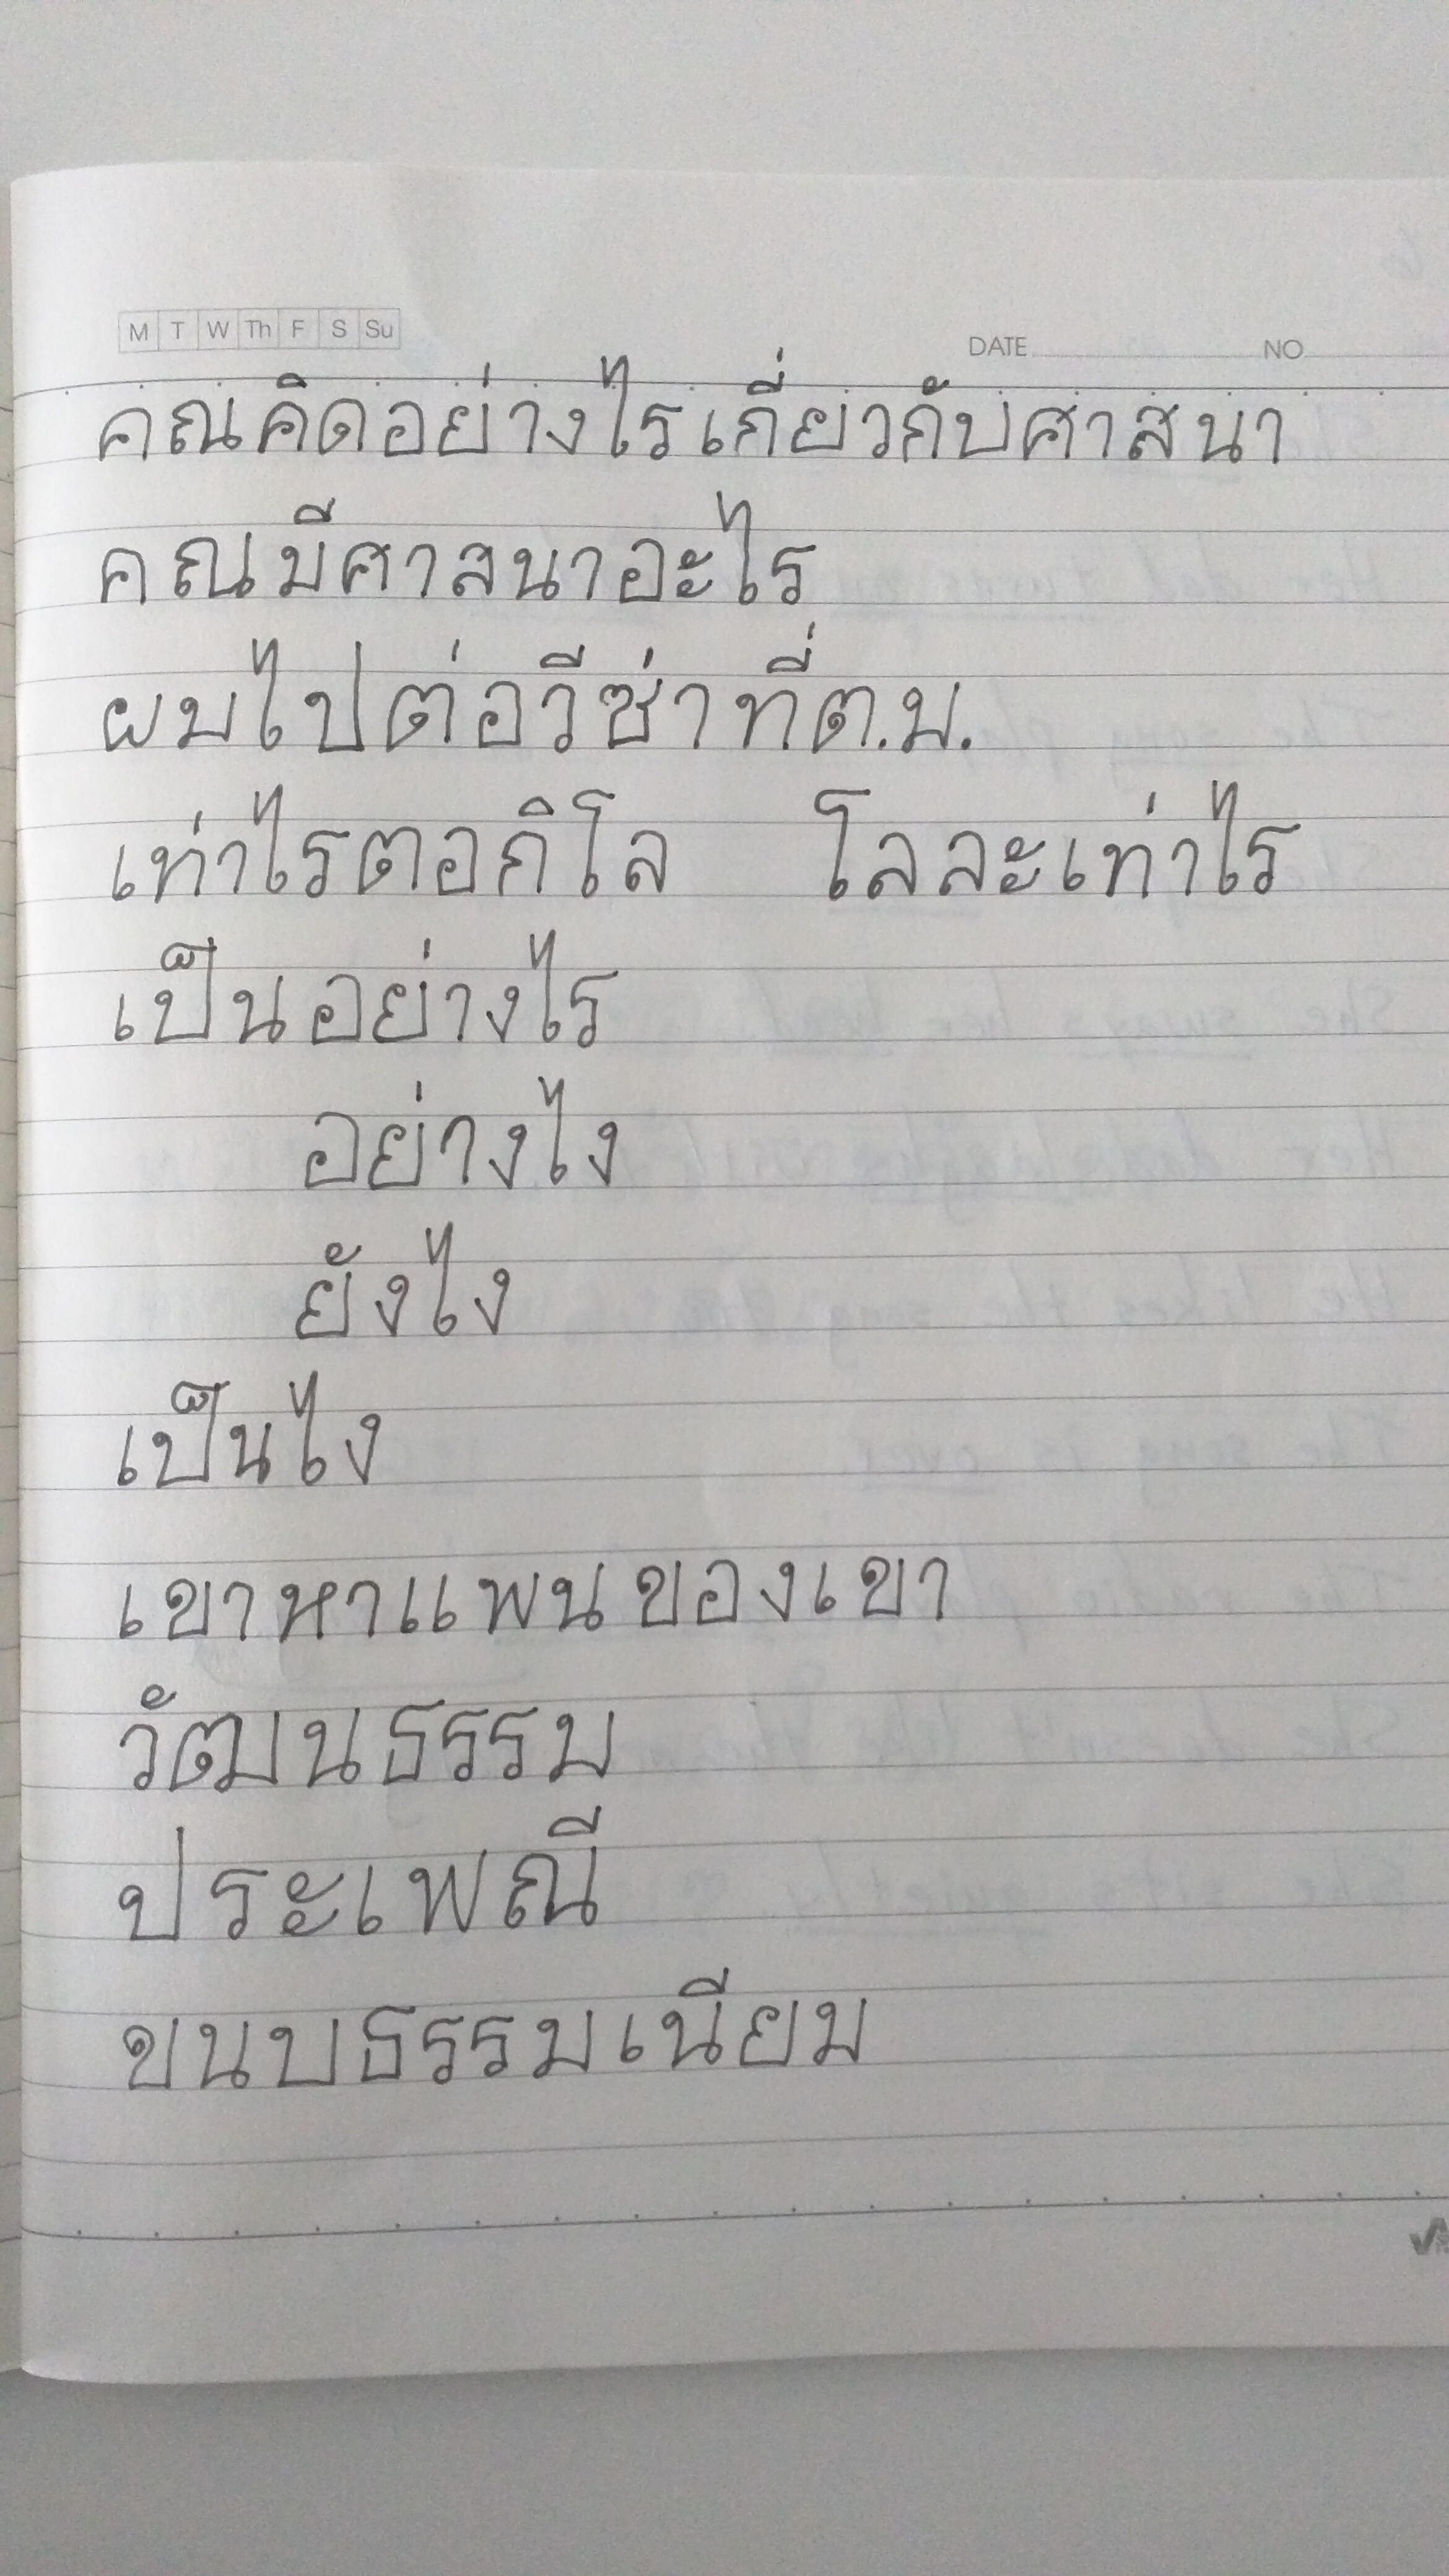 M T W Th F S Su
DATE NO
คณคิดอย่างไรเกี่ยวกับศาสนา
คณมีศาสนาอะไร
ผมไปต่อวีซ่าที่ต.ม.
เท่าไรตอกิโล โลละเท่าไร
เป็นอย่างไร
อย่างไง
ยังไง
เป็นไง
เขาหาแพนของเขา
วัฒนธรรม
ประเพณี
ขนบธรรมเนียม